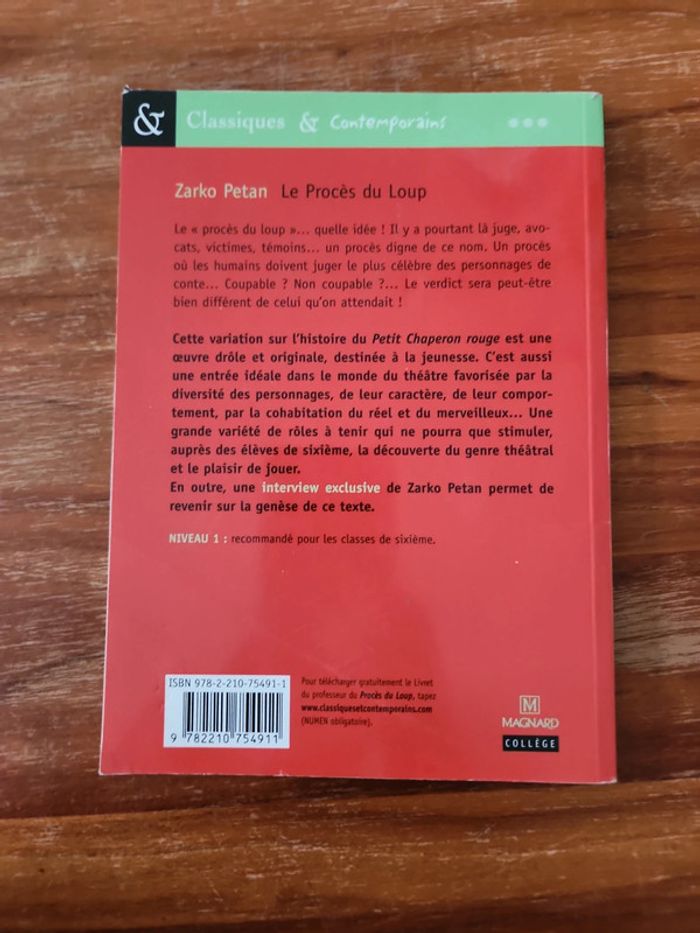 & Classiques & Contemporains
Zarko Petan Le Procès du Loup
Le « procès du loup »... quelle idée ! Il y a pourtant là juge, avo-
cats, victimes, témoins... un procès digne de ce nom. Un procès
où les humains doivent juger le plus célèbre des personnages de
conte... Coupable ? Non coupable ?... Le verdict sera peut-être
bien différent de celui qu'on attendait !
Cette variation sur l'histoire du Petit Chaperon rouge est une
œuvre drôle et originale, destinée à la jeunesse. C'est aussi
une entrée idéale dans le monde du théâtre favorisée par la
diversité des personnages, de leur caractère, de leur compor-
tement, par la cohabitation du réel et du merveilleux... Une
grande variété de rôles à tenir qui ne pourra que stimuler,
auprès des élèves de sixième, la découverte du genre théâtral
et le plaisir de jouer.
En outre, une interview exclusive de Zarko Petan permet de
revenir sur la genèse de ce texte.
NIVEAU 1 : recommandé pour les classes de sixième.
ISBN 978-2-210-75491-1
9 782210 754911
Pour télécharger gratuitement le Livret
du professeur du Procès du Loup, tapez
www.classiquesetcontemporains.com
(NUMEN obligatoire).
M
MAGNARD
COLLÈGE